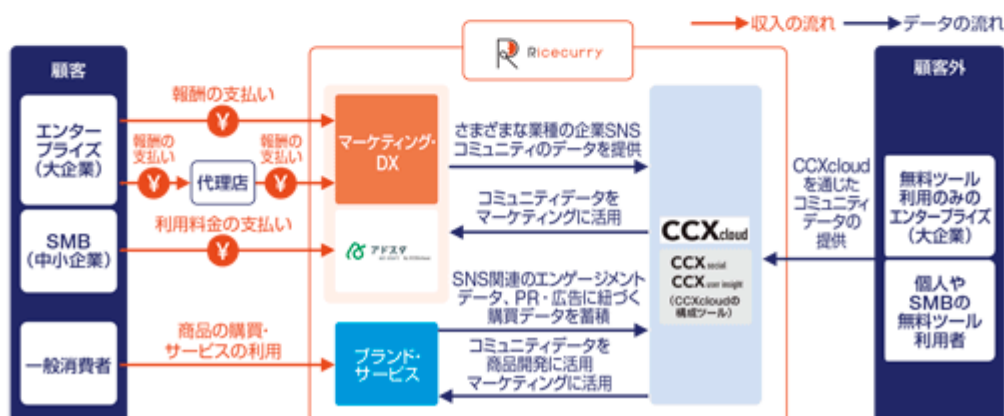 収入の流れ
データの流れ
Ricecurry
顧客
顧客外
エンター
プライズ
(大企業)
報酬の支払い
¥
報酬の
支払い
¥
代理店
報酬の
支払い
¥
マーケティング・
DX
さまざまな業種の企業SNS
コミュニティのデータを提供
コミュニティデータを
マーケティングに活用
SMB
(中小企業)
利用料金の支払い
¥
アドスタ
CCXcloud
CCX social
CCX user insight
(CCXcloudの
構成ツール)
SNS関連のエンゲージメント
データ、PR・広告に紐づく
購買データを蓄積
一般消費者
商品の購買・
サービスの利用
ブランド・
サービス
コミュニティデータを
商品開発に活用
マーケティングに活用
CCXcloud
を通じた
コミュニティ
データの
提供
無料ツール
利用のみの
エンタープライズ
(大企業)
個人や
SMBの
無料ツール
利用者